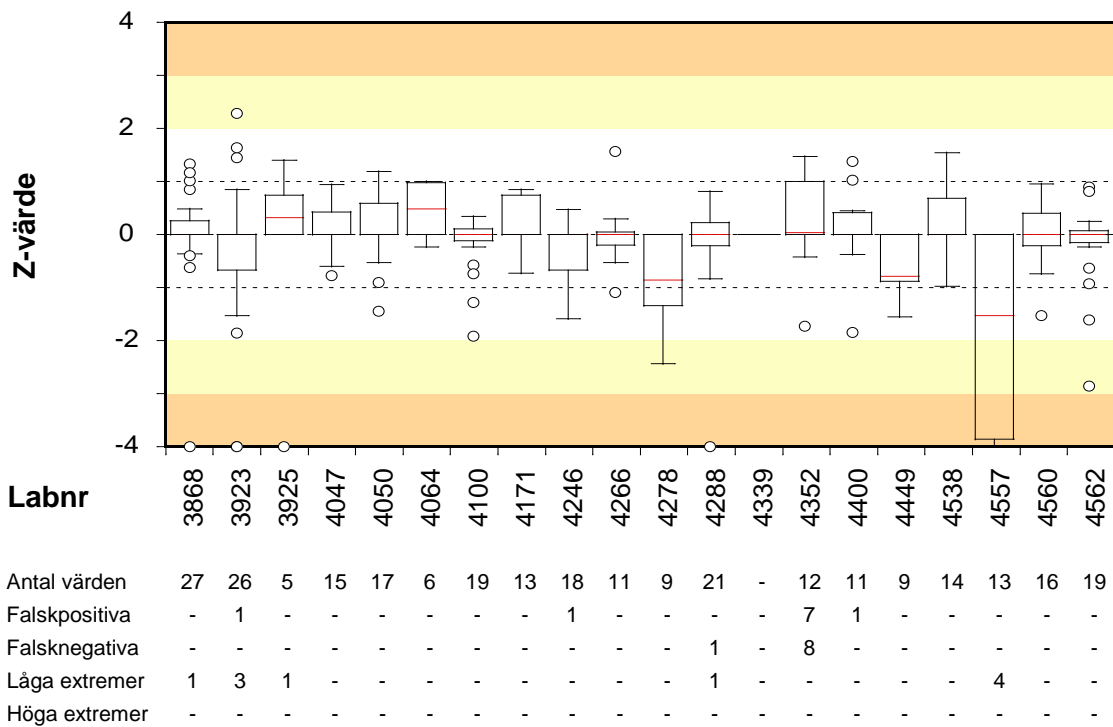 4
2
0
-2
-4
Z-värde
Labnr 3868 3923 3925 4047 4050 4064 4100 4171 4246 4266 4278 4288 4339 4352 4400 4449 4538 4557 4560 4562
Antal värden 27 26 5 15 17 6 19 13 18 11 9 21 - 12 11 9 14 13 16 19
Falskpositiva - 1 - - - - - - 1 - - - - 7 1 - - - - -
Falsknegativa - - - - - - - - - - - 1 - 8 - - - - - -
Låga extremer 1 3 1 - - - - - - - - 1 - - - - - 4 - -
Höga extremer - - - - - - - - - - - - - - - - - - - -